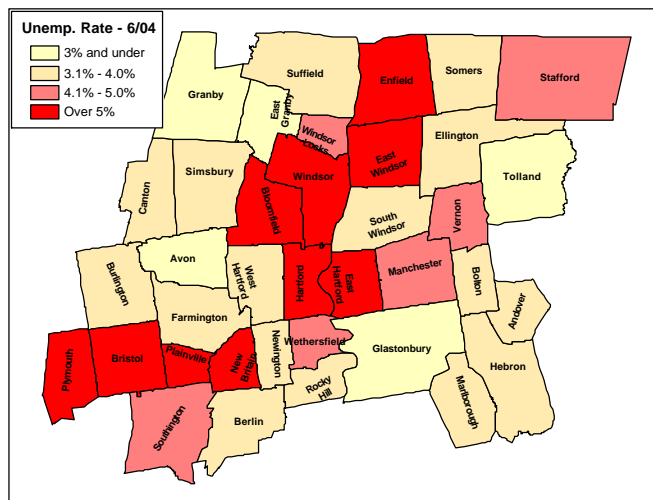 Unemp. Rate - 6/04
3% and under
3.1% - 4.0%
4.1% - 5.0%
Over 5%
Granby
East
Granby
Suffield
Enfield
Somers
Stafford
Windsor
Locks
Ellington
East
Windsor
Tolland
Canton
Simsbury
Windsor
Bloomfield
South
Windsor
Vernon
Avon
West
Hartford
Hartford
East
Hartford
Manchester
Bolton
Andover
Burlington
Farmington
Newington
Wethersfield
Glastonbury
Hebron
Plymouth
Bristol
Plainville
New
Britain
Rocky
Hill
Marlborough
Southington
Berlin